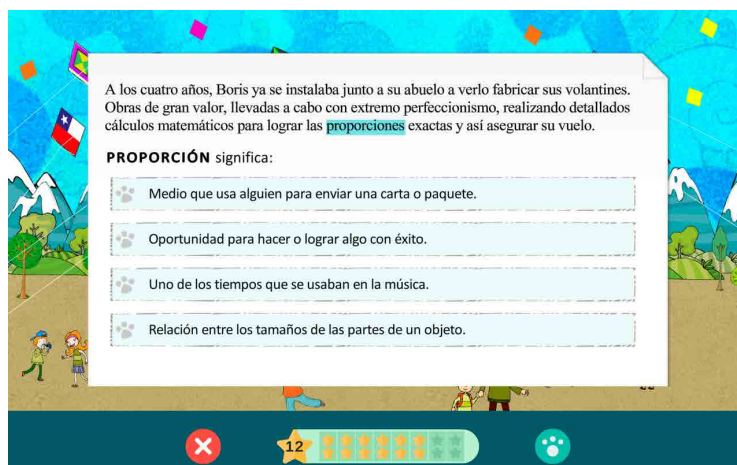 A los cuatro años, Boris ya se instalaba junto a su abuelo a verlo fabricar sus volantines.
Obras de gran valor, llevadas a cabo con extremo perfeccionismo, realizando detallados
cálculos matemáticos para lograr las proporciones exactas y así asegurar su vuelo.
PROPORCIÓN significa:
Medio que usa alguien para enviar una carta o paquete.
Oportunidad para hacer o lograr algo con éxito.
Uno de los tiempos que se usaban en la música.
Relación entre los tamaños de las partes de un objeto.
12